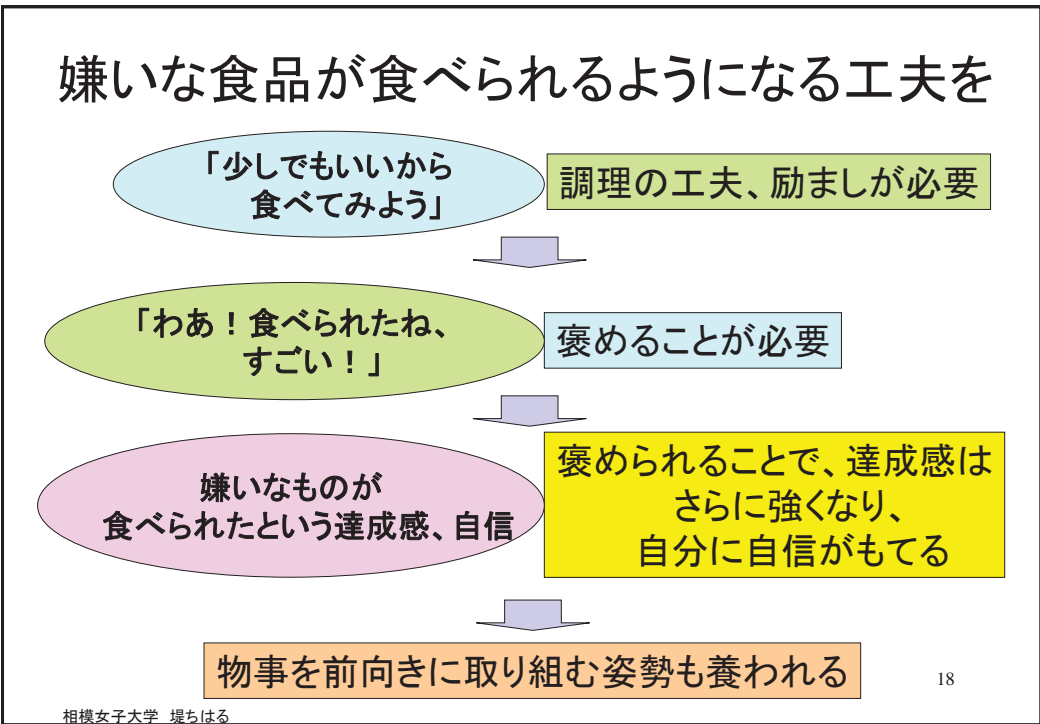 嫌いな食品が食べられるようになる工夫を
「少しでもいいから
食べてみよう」
調理の工夫、励ましが必要
「わあ！食べられたね、
すごい！」
褒めることが必要
嫌いなものが
食べられたという達成感、自信
褒められることで、達成感は
さらに強くなり、
自分に自信がもてる
物事を前向きに取り組む姿勢も養われる
18
相模女子大学 堤ちはる